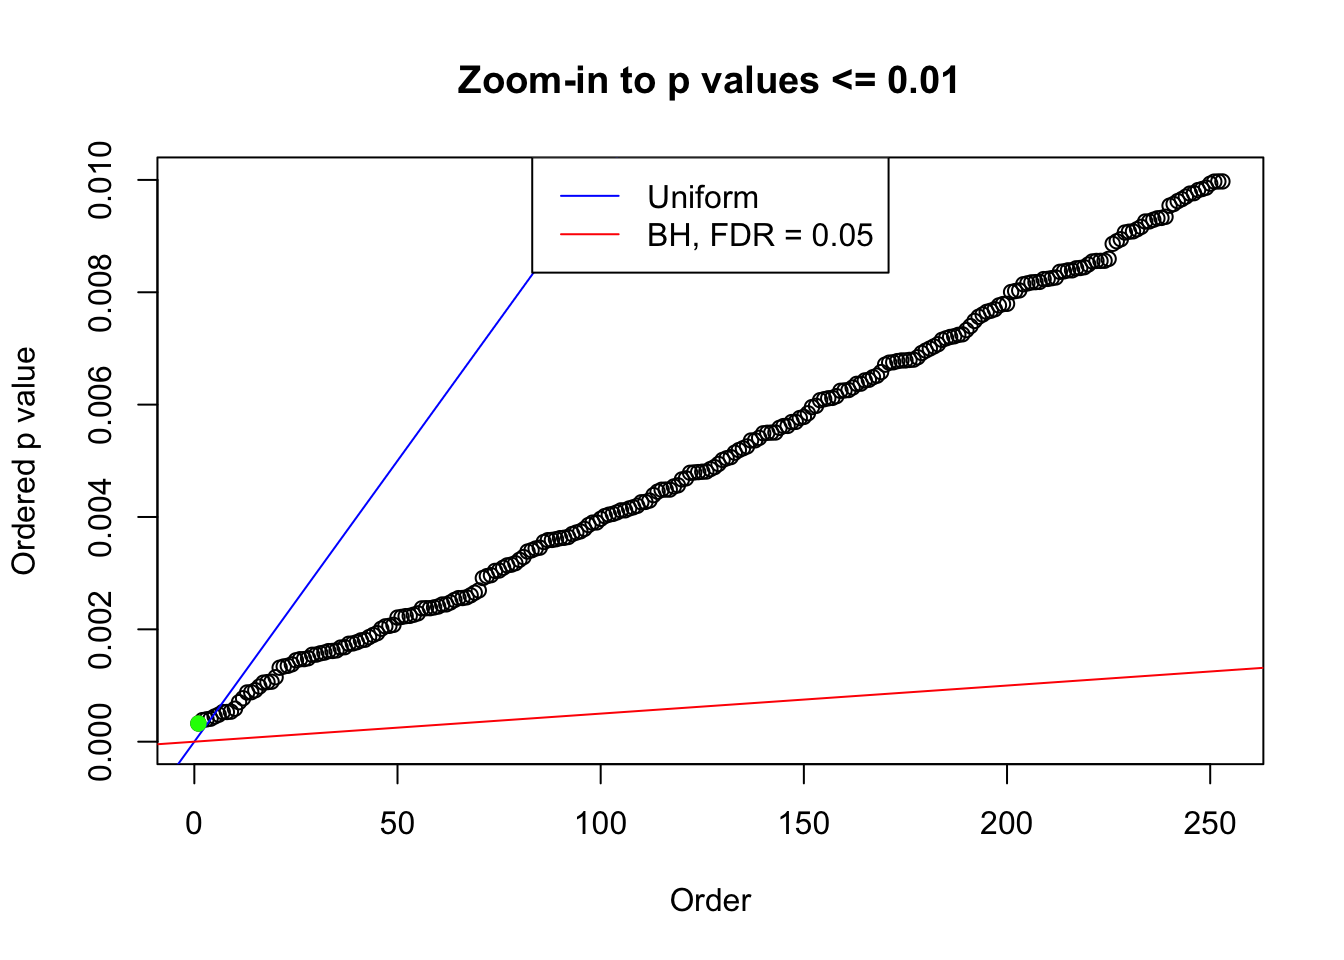 Zoom-in to p values <= 0.01
Uniform
BH, FDR = 0.05
Ordered p value
0.010
0.008
0.006
0.004
0.002
0.000
0 50 100 150 200 250
Order